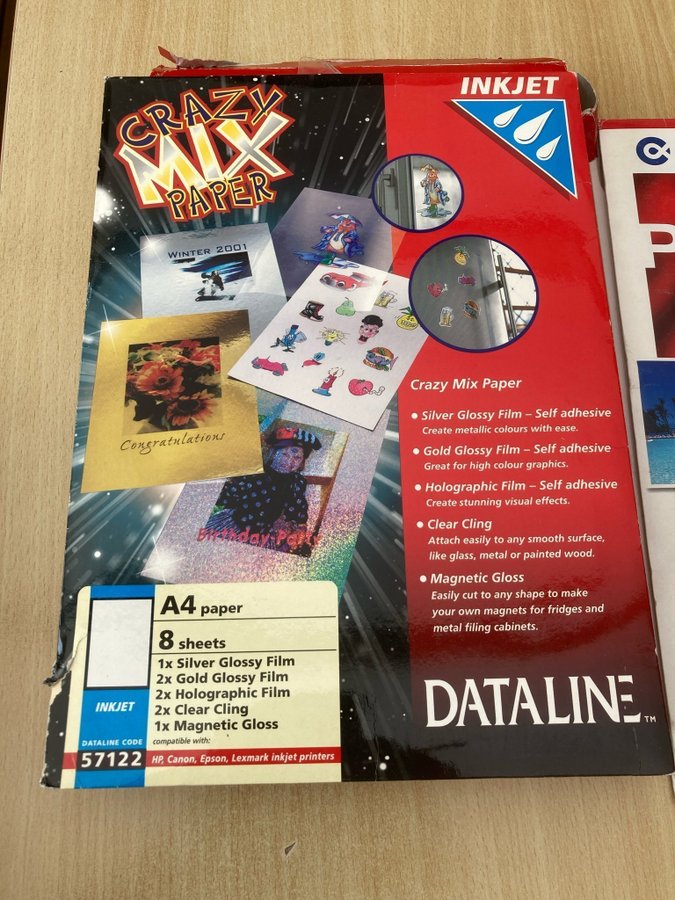 CRAZY
MIX
PAPER
INKJET
WINTER 2001
Congratulations
Birthday Party
Crazy Mix Paper
• Silver Glossy Film – Self adhesive
Create metallic colours with ease.
• Gold Glossy Film – Self adhesive
Great for high colour graphics.
• Holographic Film – Self adhesive
Create stunning visual effects.
• Clear Cling
Attach easily to any smooth surface,
like glass, metal or painted wood.
• Magnetic Gloss
Easily cut to any shape to make
your own magnets for fridges and
metal filing cabinets.
A4 paper
8 sheets
1x Silver Glossy Film
2x Gold Glossy Film
2x Holographic Film
2x Clear Cling
1x Magnetic Gloss
compatible with:
HP, Canon, Epson, Lexmark inkjet printers
INKJET
DATALINE CODE
57122
DATALINE™
P